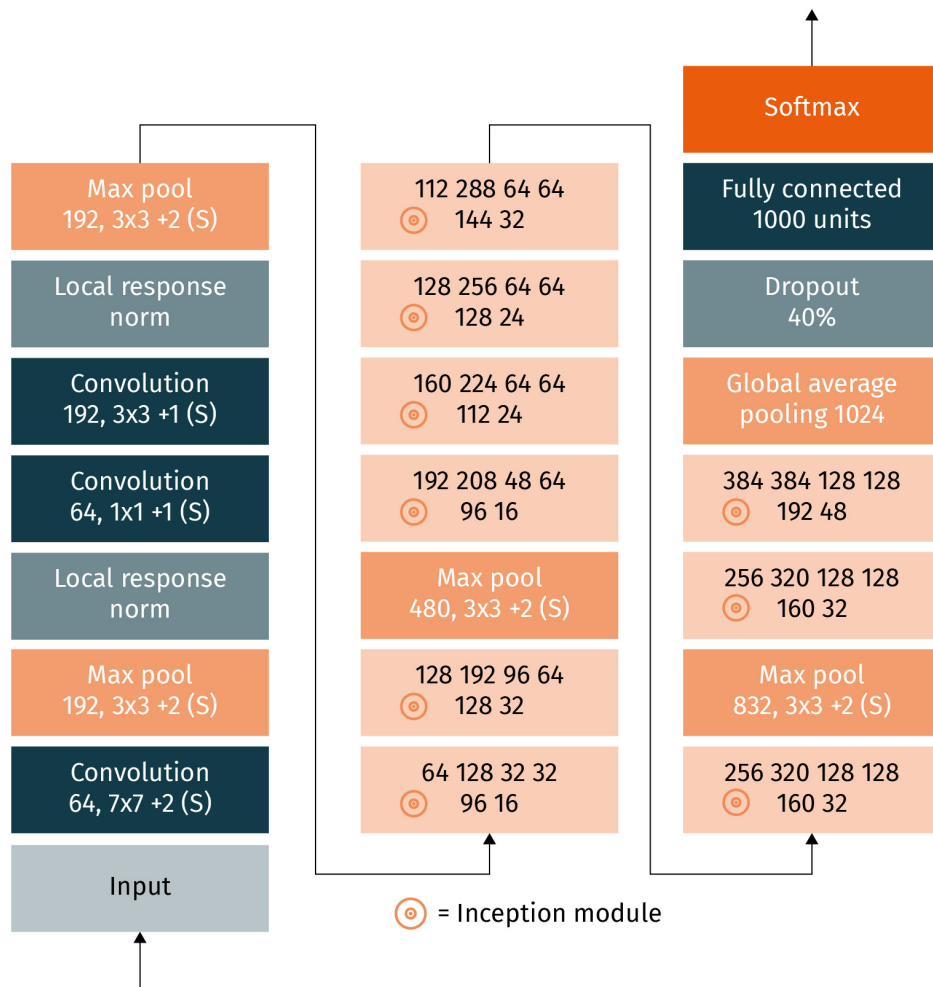 Max pool
192, 3x3 +2 (S)
Local response
norm
Convolution
192, 3x3 +1 (S)
Convolution
64, 1x1 +1 (S)
Local response
norm
Max pool
192, 3x3 +2 (S)
Convolution
64, 7x7 +2 (S)
Input
112 288 64 64
144 32
128 256 64 64
128 24
160 224 64 64
112 24
192 208 48 64
96 16
Max pool
480, 3x3 +2 (S)
128 192 96 64
128 32
64 128 32 32
96 16
= Inception module
Softmax
Fully connected
1000 units
Dropout
40%
Global average
pooling 1024
384 384 128 128
192 48
256 320 128 128
160 32
Max pool
832, 3x3 +2 (S)
256 320 128 128
160 32